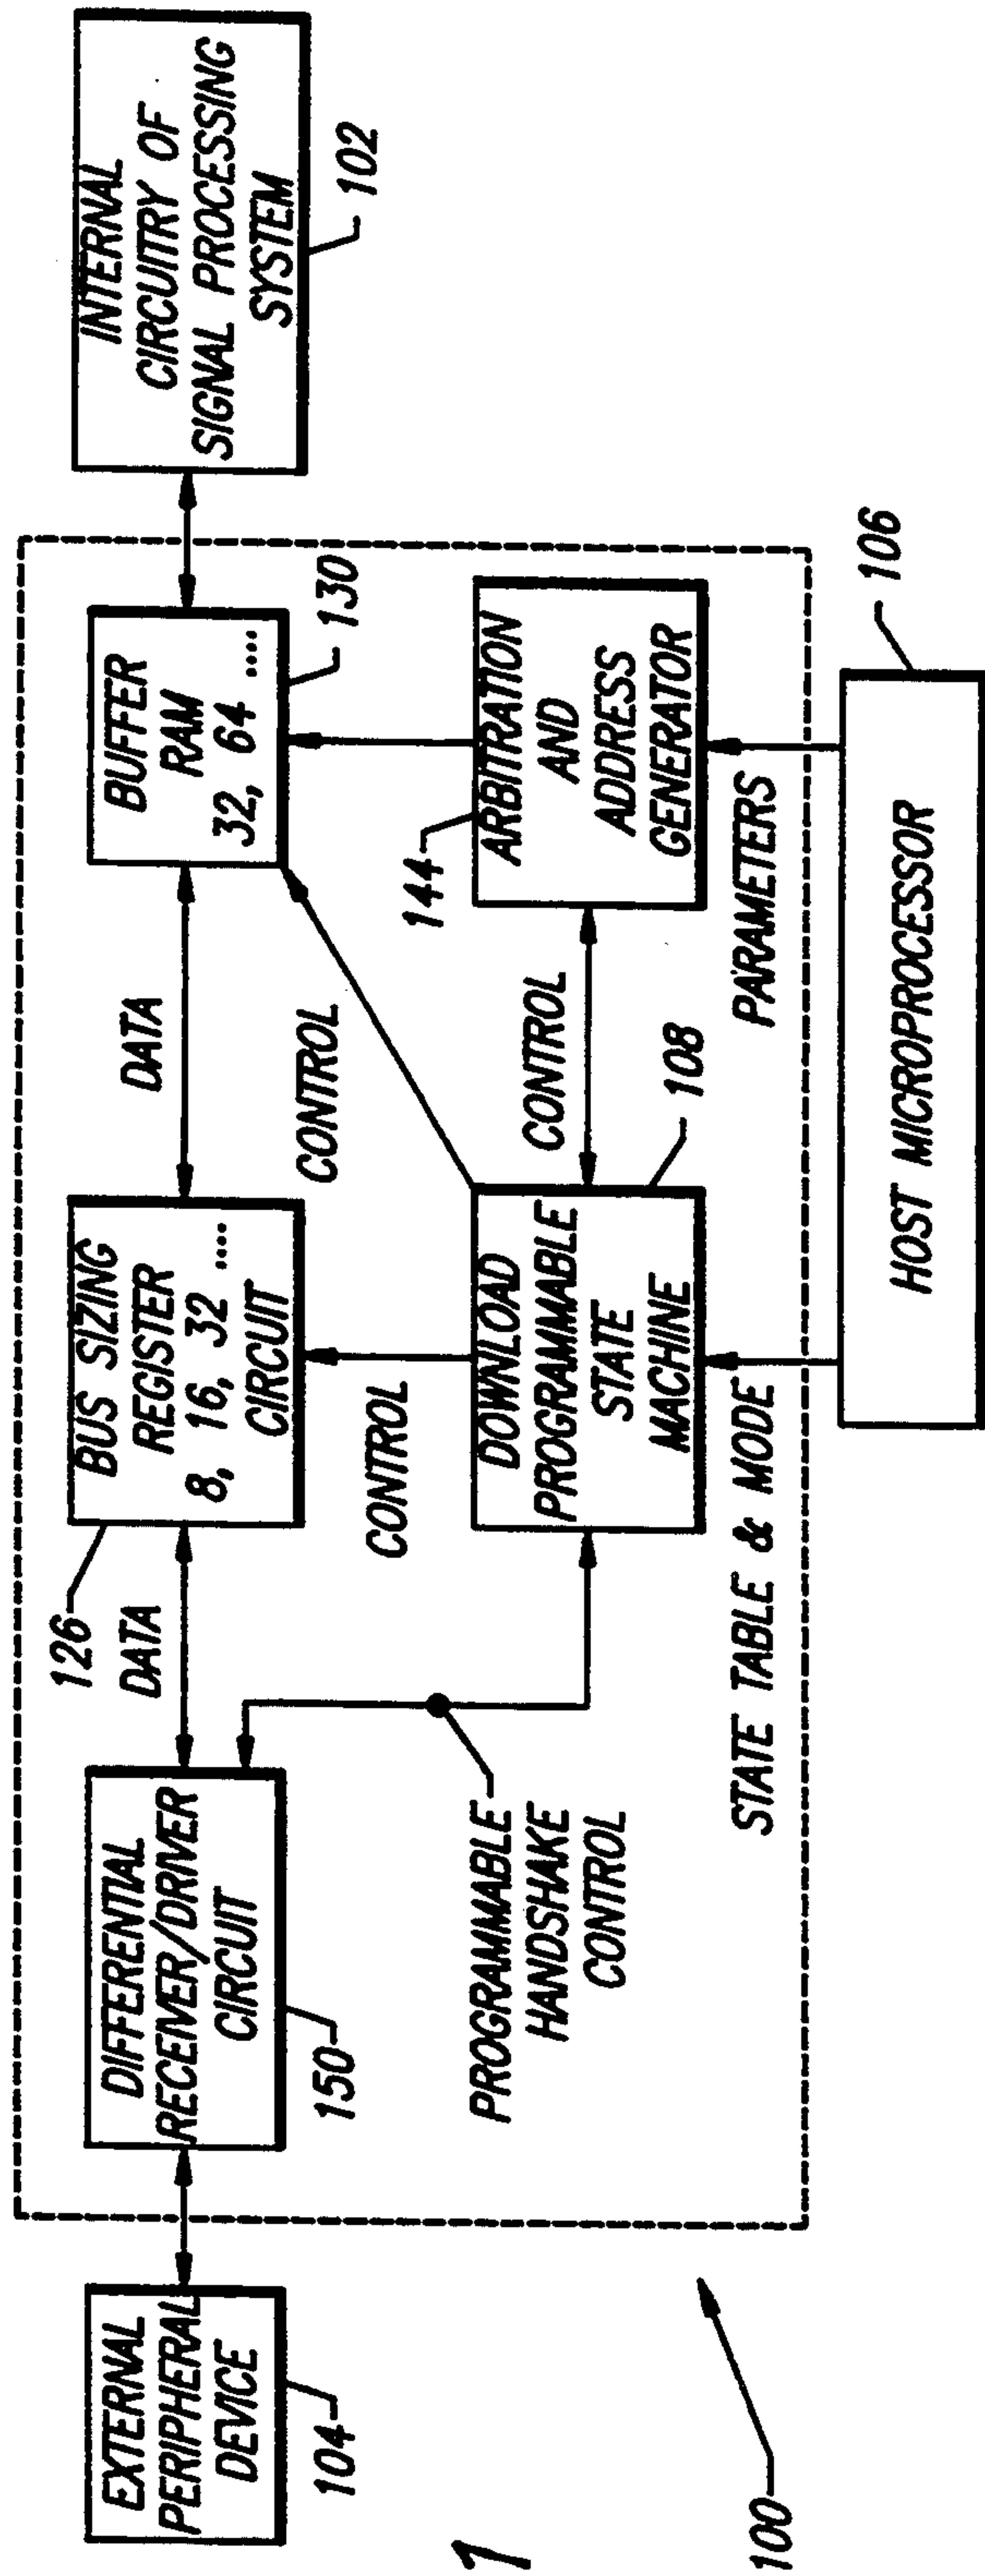 EXTERNAL
PERIPHERAL
DEVICE
104
DIFFERENTIAL
RECEIVER/DRIVER
CIRCUIT
150
DATA
126
BUS SIZING
REGISTER
8, 16, 32 ....
CIRCUIT
DATA
BUFFER
RAM
32, 64 ....
130
INTERNAL
CIRCUITRY OF
SIGNAL PROCESSING
SYSTEM
102
CONTROL
CONTROL
PROGRAMMABLE
HANDSHAKE
CONTROL
DOWNLOAD
PROGRAMMABLE
STATE
MACHINE
108
CONTROL
144
ARBITRATION
AND
ADDRESS
GENERATOR
STATE TABLE & MODE
PARAMETERS
HOST MICROPROCESSOR
106
1
100